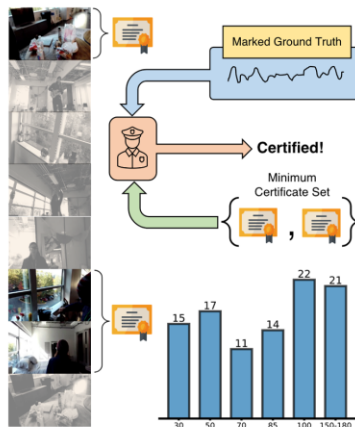 Marked Ground Truth
Certified!
Minimum
Certificate Set
{ , }
15
17
11
14
22
21
30
50
70
85
100
150-180